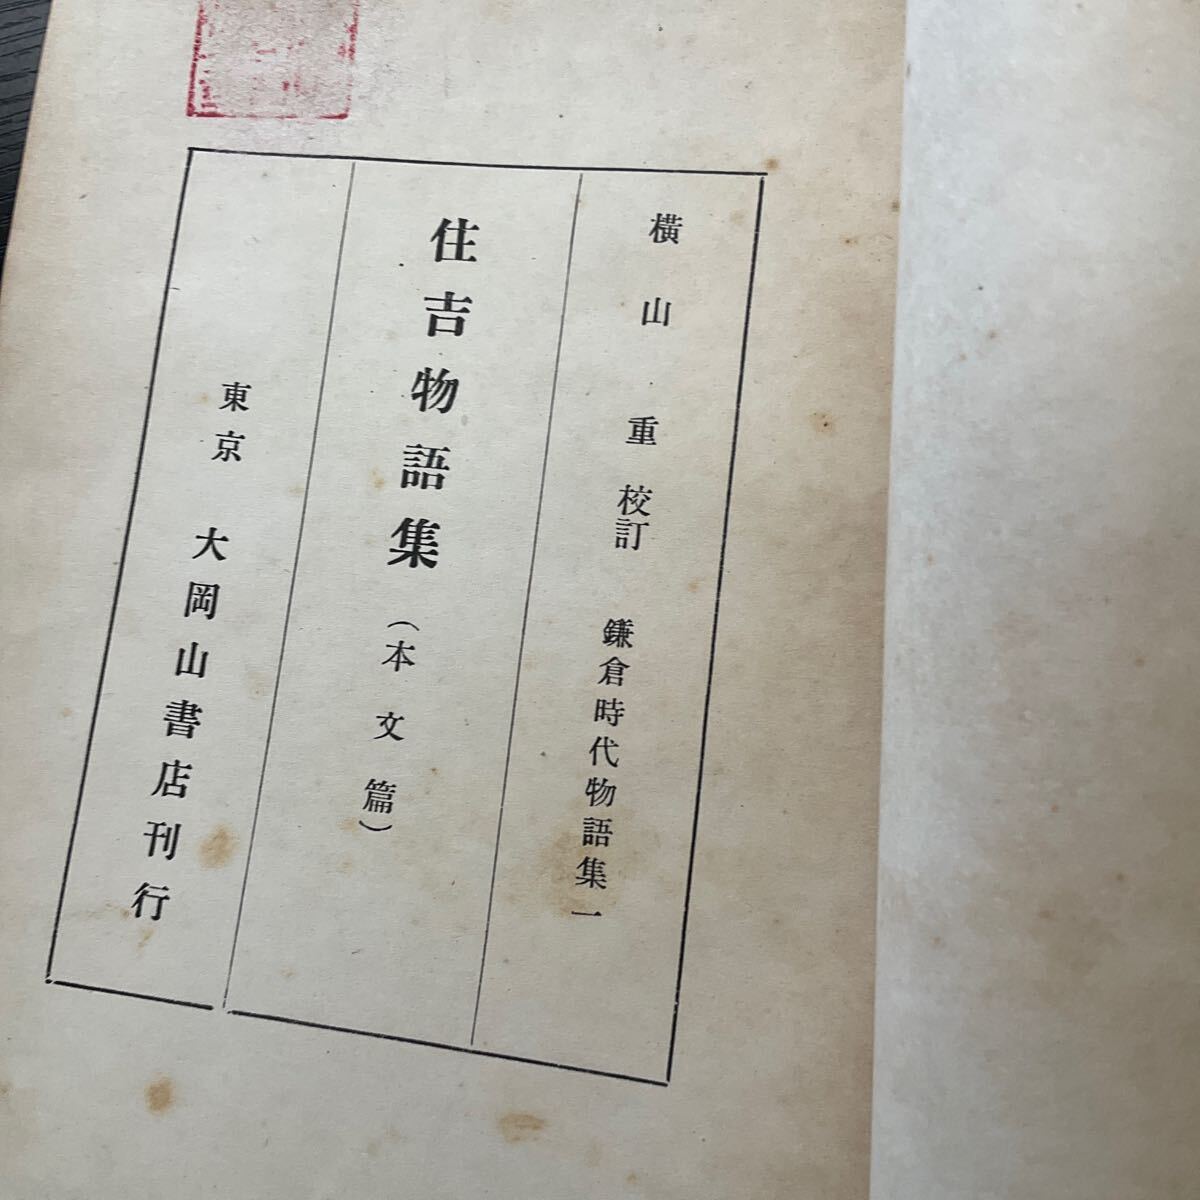 横山重校訂 鎌倉時代物語集一
住吉物語集(本文篇)
東京 大岡山書店刊行